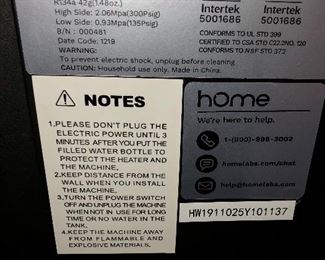 R134a 42g(1.48oz.)
High Side: 2.06Mpa(300Psig)
Low Side: 0.93Mpa(135Psig)
B/N : 000481
Date Code: 1219
Warning:
To prevent electric shock, unplug before cleaning
CAUTION: Household use only. Made in China.
Intertek
5001686
Intertek
5001686
CONFORMS TO UL STD 399
CERTIFIED TO CSA STD C22.2NO. 120
CONFORMS TO NSF STD 372
NOTES
1.PLEASE DON'T PLUG THE
ELECTRIC POWER UNTIL 3
MINUTES AFTER YOU PUT THE
FILLED WATER BOTTLE TO
PROTECT THE HEATER AND
THE MACHINE.
2.KEEP DISTANCE FROM THE
WALL WHEN YOU INSTALL
THE MACHINE.
3.TURN THE POWER SWITCH
OFF AND UNPLUG THE MACHINE
WHEN NOT IN USE FOR LONG
TIME OR NO WATER IN THE
TANK.
4.KEEP THE MACHINE AWAY
FROM FLAMMABLE AND
EXPLOSIVE MATERIALS.
home
We're here to help.
1-(800)-898-3002
homelabs.com/chat
help@homelabs.com
HW1911025Y101137